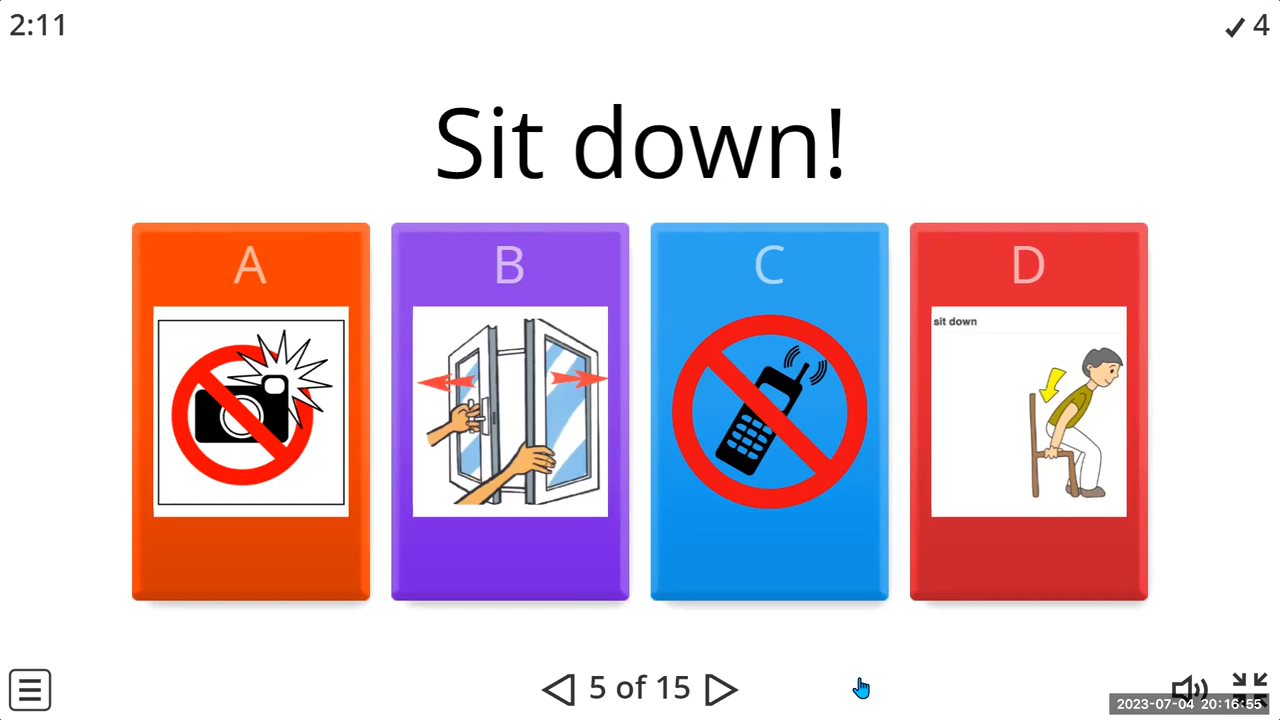 2:11
✓ 4
Sit down!
A
B
C
D
sit down
5 of 15
2023-07-04 20:16:55